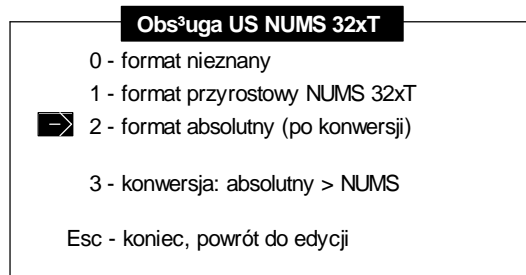 Obs³uga US NUMS 32xT
0 - format nieznany
1 - format przyrostowy NUMS 32xT
2 - format absolutny (po konwersji)
3 - konwersja: absolutny > NUMS
Esc - koniec, powrót do edycji